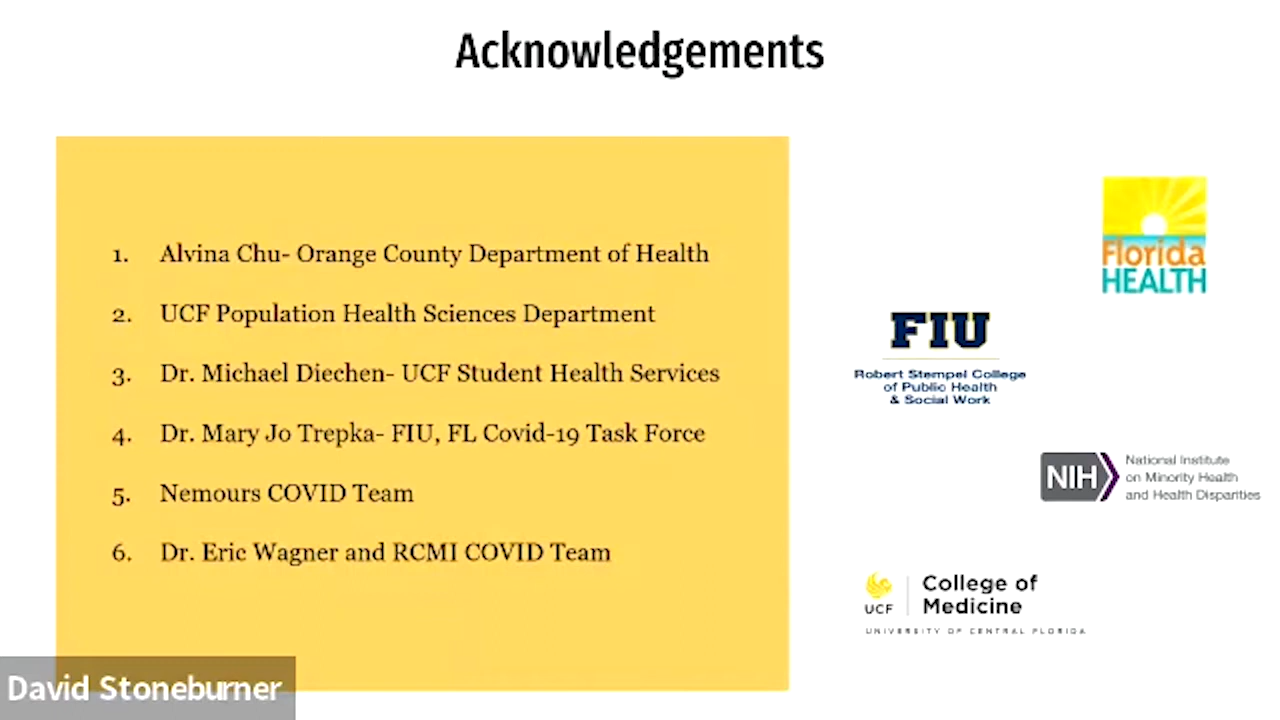 Acknowledgements
1. Alvina Chu- Orange County Department of Health
2. UCF Population Health Sciences Department
3. Dr. Michael Diechen- UCF Student Health Services
4. Dr. Mary Jo Trepka- FIU, FL Covid-19 Task Force
5. Nemours COVID Team
6. Dr. Eric Wagner and RCMI COVID Team
Florida
HEALTH
FIU
Robert Stempel College
of Public Health
& Social Work
NIH
National Institute
on Minority Health
and Health Disparities
UCF
College of
Medicine
UNIVERSITY OF CENTRAL FLORIDA
David Stoneburner